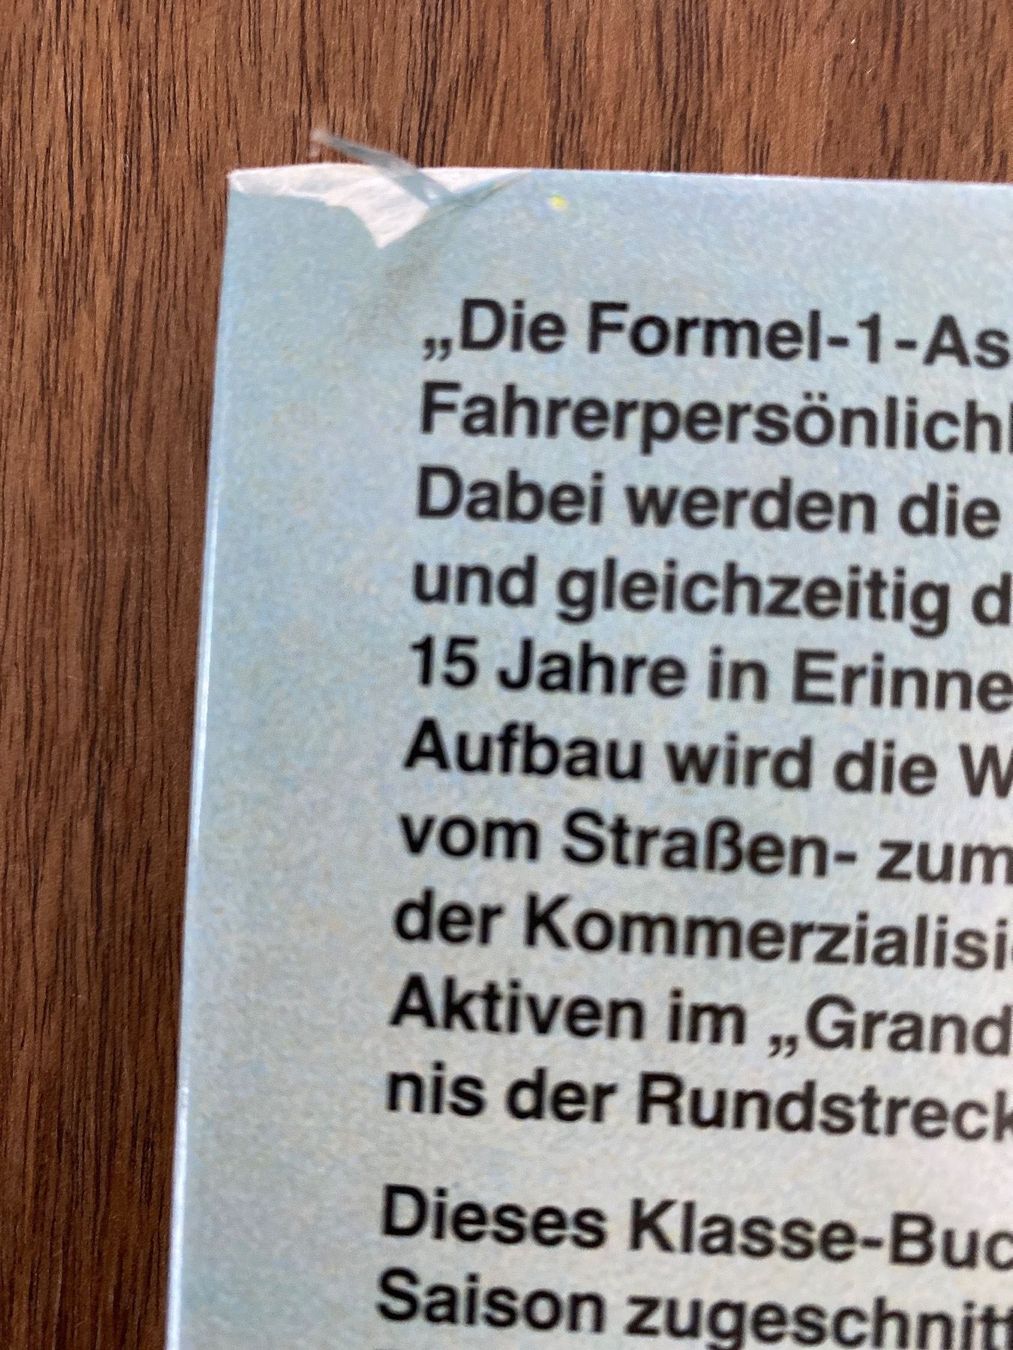 „Die Formel-1-As
Fahrerpersönlich
Dabei werden die
und gleichzeitig d
15 Jahre in Erinne
Aufbau wird die W
vom Straßen- zum
der Kommerzialisi
Aktiven im „Grand
nis der Rundstreck
Dieses Klasse-Buc
Saison zugeschnitt